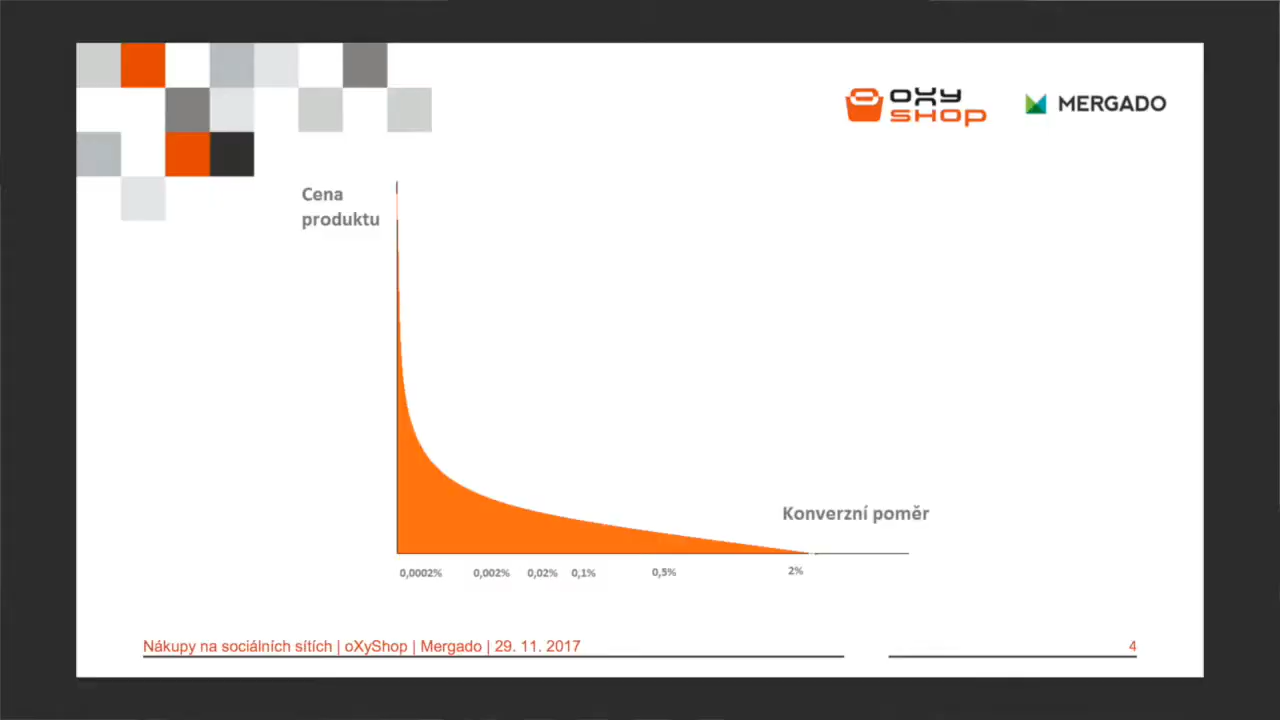 oXy
SHOP
MERGADO
Cena
produktu
Konverzní poměr
0,0002%
0,002%
0,02%
0,1%
0,5%
2%
Nákupy na sociálních sítích | oXyShop | Mergado | 29. 11. 2017
4